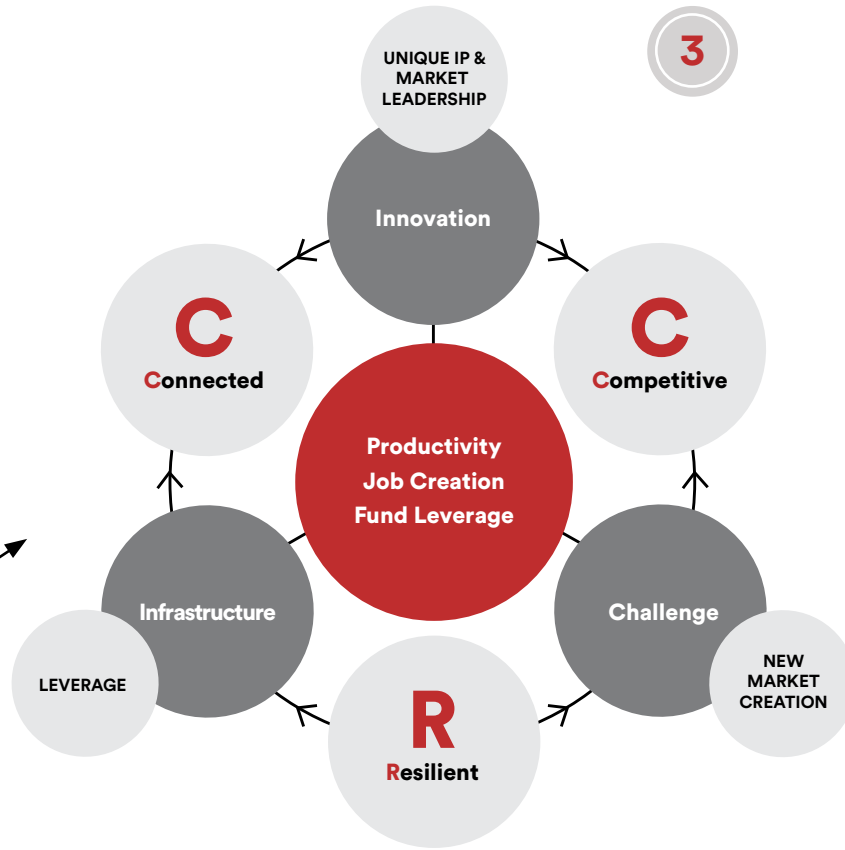 UNIQUE IP &
MARKET
LEADERSHIP
3
Innovation
C
Connected
C
Competitive
Productivity
Job Creation
Fund Leverage
Infrastructure
Challenge
LEVERAGE
NEW
MARKET
CREATION
R
Resilient